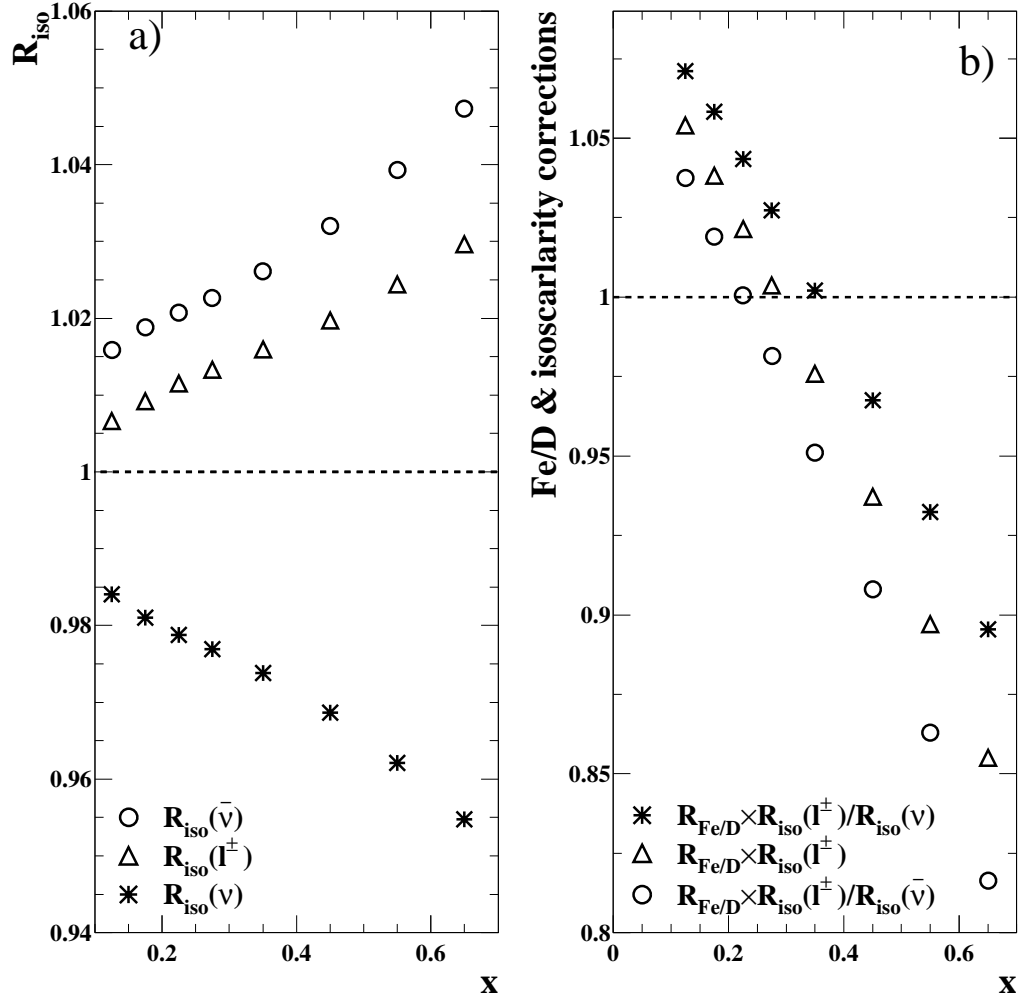 R_iso
a)
1.06
1.04
1.02
1
0.98
0.96
0.94
R_iso(ν̄)
R_iso(l^±)
R_iso(ν)
0.2
0.4
0.6
x
Fe/D & isoscarlarity corrections
b)
1.05
1
0.95
0.9
0.85
0.8
R_Fe/D×R_iso(l^±)/R_iso(ν)
R_Fe/D×R_iso(l^±)
R_Fe/D×R_iso(l^±)/R_iso(ν̄)
0
0.2
0.4
0.6
x